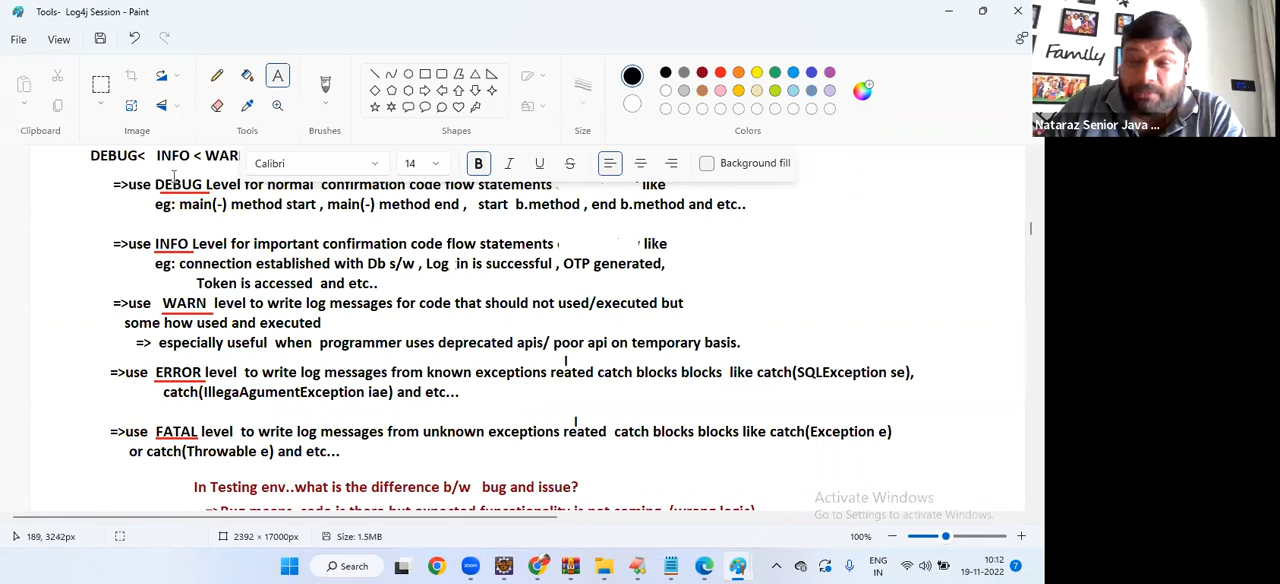 Tools- Log4j Session - Paint
File View
Clipboard Image Tools Brushes Shapes Size Colors
Family
Nataraz Senior Java ...
Calibri 14 B I U S Background fill
DEBUG< INFO < WAR
=>use DEBUG Level for normal confirmation code flow statements like
eg: main(-) method start , main(-) method end , start b.method , end b.method and etc..
=>use INFO Level for important confirmation code flow statements like
eg: connection established with Db s/w , Log in is successful , OTP generated,
Token is accessed and etc..
=>use WARN level to write log messages for code that should not used/executed but
some how used and executed
=> especially useful when programmer uses deprecated apis/ poor api on temporary basis.
l
=>use ERROR level to write log messages from known exceptions reated catch blocks blocks like catch(SQLException se),
catch(IllegaAgumentException iae) and etc...
l
=>use FATAL level to write log messages from unknown exceptions reated catch blocks blocks like catch(Exception e)
or catch(Throwable e) and etc...
In Testing env..what is the difference b/w bug and issue?
=>Bug means code is there but expected
Activate Windows
Go to Settings to activate Windows.
189, 3242px 2392 × 17000px Size: 1.5MB 100%
Search
zoom
ENG
IN
10:12
19-11-2022
7